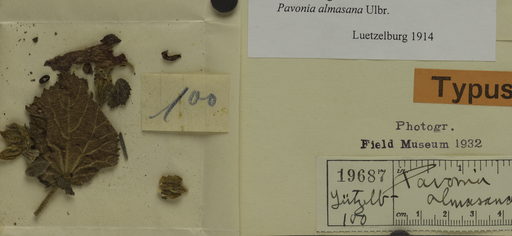 Pavonia almasana Ulbr.
Luetzelburg 1914
100
Typus
Photogr.
Field Museum 1932
19687
Lützelb-
100
Pavonia
almasana
cm. 1 2 3 4